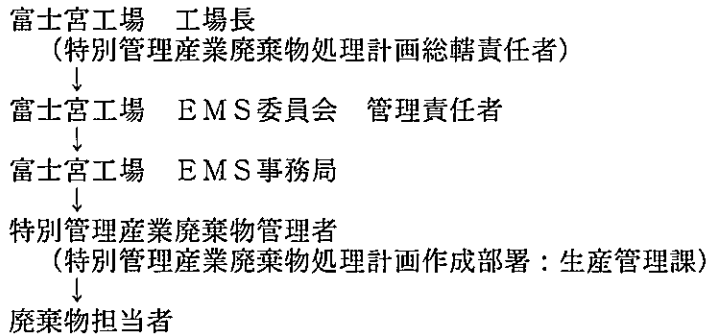 富士宮工場　工場長
（特別管理産業廃棄物処理計画総轄責任者）
↓
富士宮工場　ＥＭＳ委員会　管理責任者
↓
富士宮工場　ＥＭＳ事務局
↓
特別管理産業廃棄物管理者
（特別管理産業廃棄物処理計画作成部署：生産管理課）
↓
廃棄物担当者